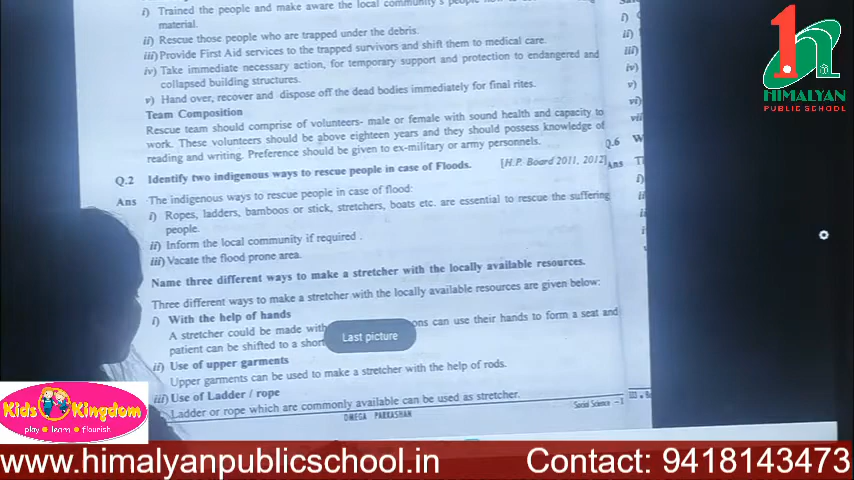 i) Trained the people and make aware the local community's people
material.
ii) Rescue those people who are trapped under the debris.
iii) Provide First Aid services to the trapped survivors and shift them to medical care.
iv) Take immediate necessary action, for temporary support and protection to endangered and
collapsed building structures.
v) Hand over, recover and dispose off the dead bodies immediately for final rites.
Team Composition
Rescue team should comprise of volunteers- male or female with sound health and capacity to
work. These volunteers should be above eighteen years and they should possess knowledge of
reading and writing. Preference should be given to ex-military or army personnels.
Q.2 Identify two indigenous ways to rescue people in case of Floods. [H.P. Board 2011, 2012]
Ans The indigenous ways to rescue people in case of flood:
i) Ropes, ladders, bamboos or stick, stretchers, boats etc. are essential to rescue the suffering
people.
ii) Inform the local community if required .
iii) Vacate the flood prone area.
Name three different ways to make a stretcher with the locally available resources.
Three different ways to make a stretcher with the locally available resources are given below:
i) With the help of hands
A stretcher could be made with ons can use their hands to form a seat and
patient can be shifted to a short
Last picture
ii) Use of upper garments
Upper garments can be used to make a stretcher with the help of rods.
iii) Use of Ladder / rope
Ladder or rope which are commonly available can be used as stretcher.
OMEGA PARKASHAN
Social Science
i)
ii)
iii)
iv)
v)
vi)
vii
Q.6 W
Ans T
i)
HIMALYAN
PUBLIC SCHOOL
Kids Kingdom
play learn flourish
www.himalyanpublicschool.in Contact: 9418143473